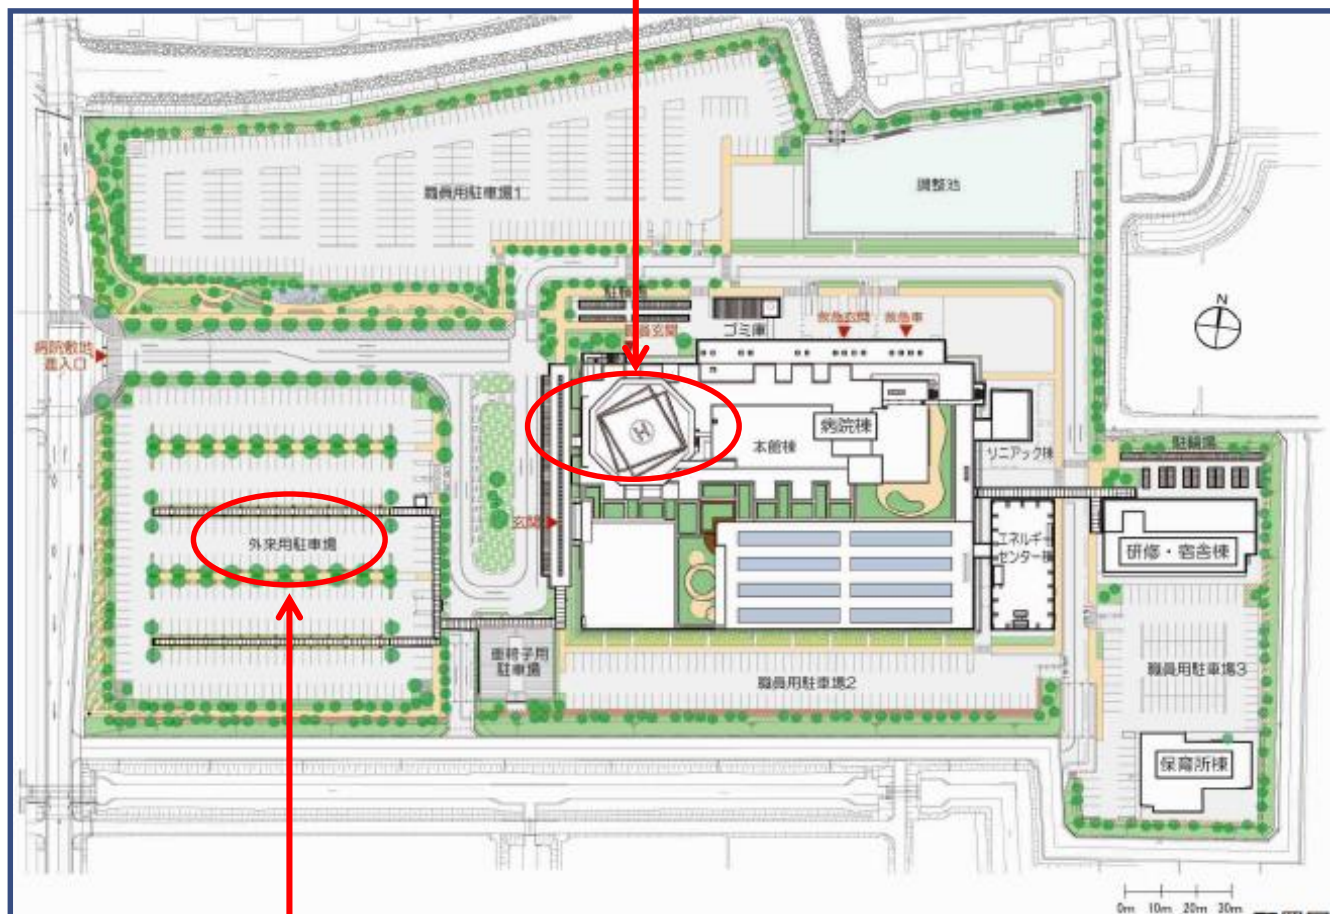 職員用駐車場1
調整池
N
駐輪場
職員玄関
ゴミ庫
救急玄関
救急車
病院敷地
進入口
H
病院棟
本館棟
リニアック棟
駐輪場
玄関
外来用駐車場
エネルギー
センター棟
研修・宿舎棟
車椅子用
駐車場
職員用駐車場2
職員用駐車場3
保育所棟
0m 10m 20m 30m